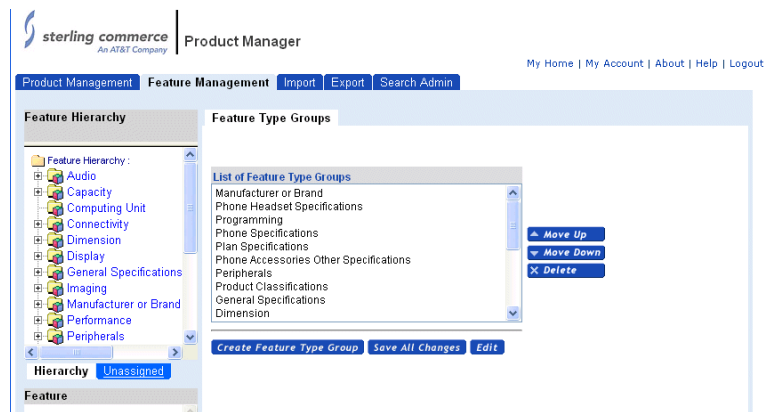 sterling commerce
An AT&T Company
Product Manager
My Home | My Account | About | Help | Logout
Product Management Feature Management Import Export Search Admin
Feature Hierarchy
Feature Hierarchy :
Audio
Capacity
Computing Unit
Connectivity
Dimension
Display
General Specifications
Imaging
Manufacturer or Brand
Performance
Peripherals
Hierarchy Unassigned
Feature
Feature Type Groups
List of Feature Type Groups
Manufacturer or Brand
Phone Headset Specifications
Programming
Phone Specifications
Plan Specifications
Phone Accessories Other Specifications
Peripherals
Product Classifications
General Specifications
Dimension
Move Up
Move Down
Delete
Create Feature Type Group Save All Changes Edit